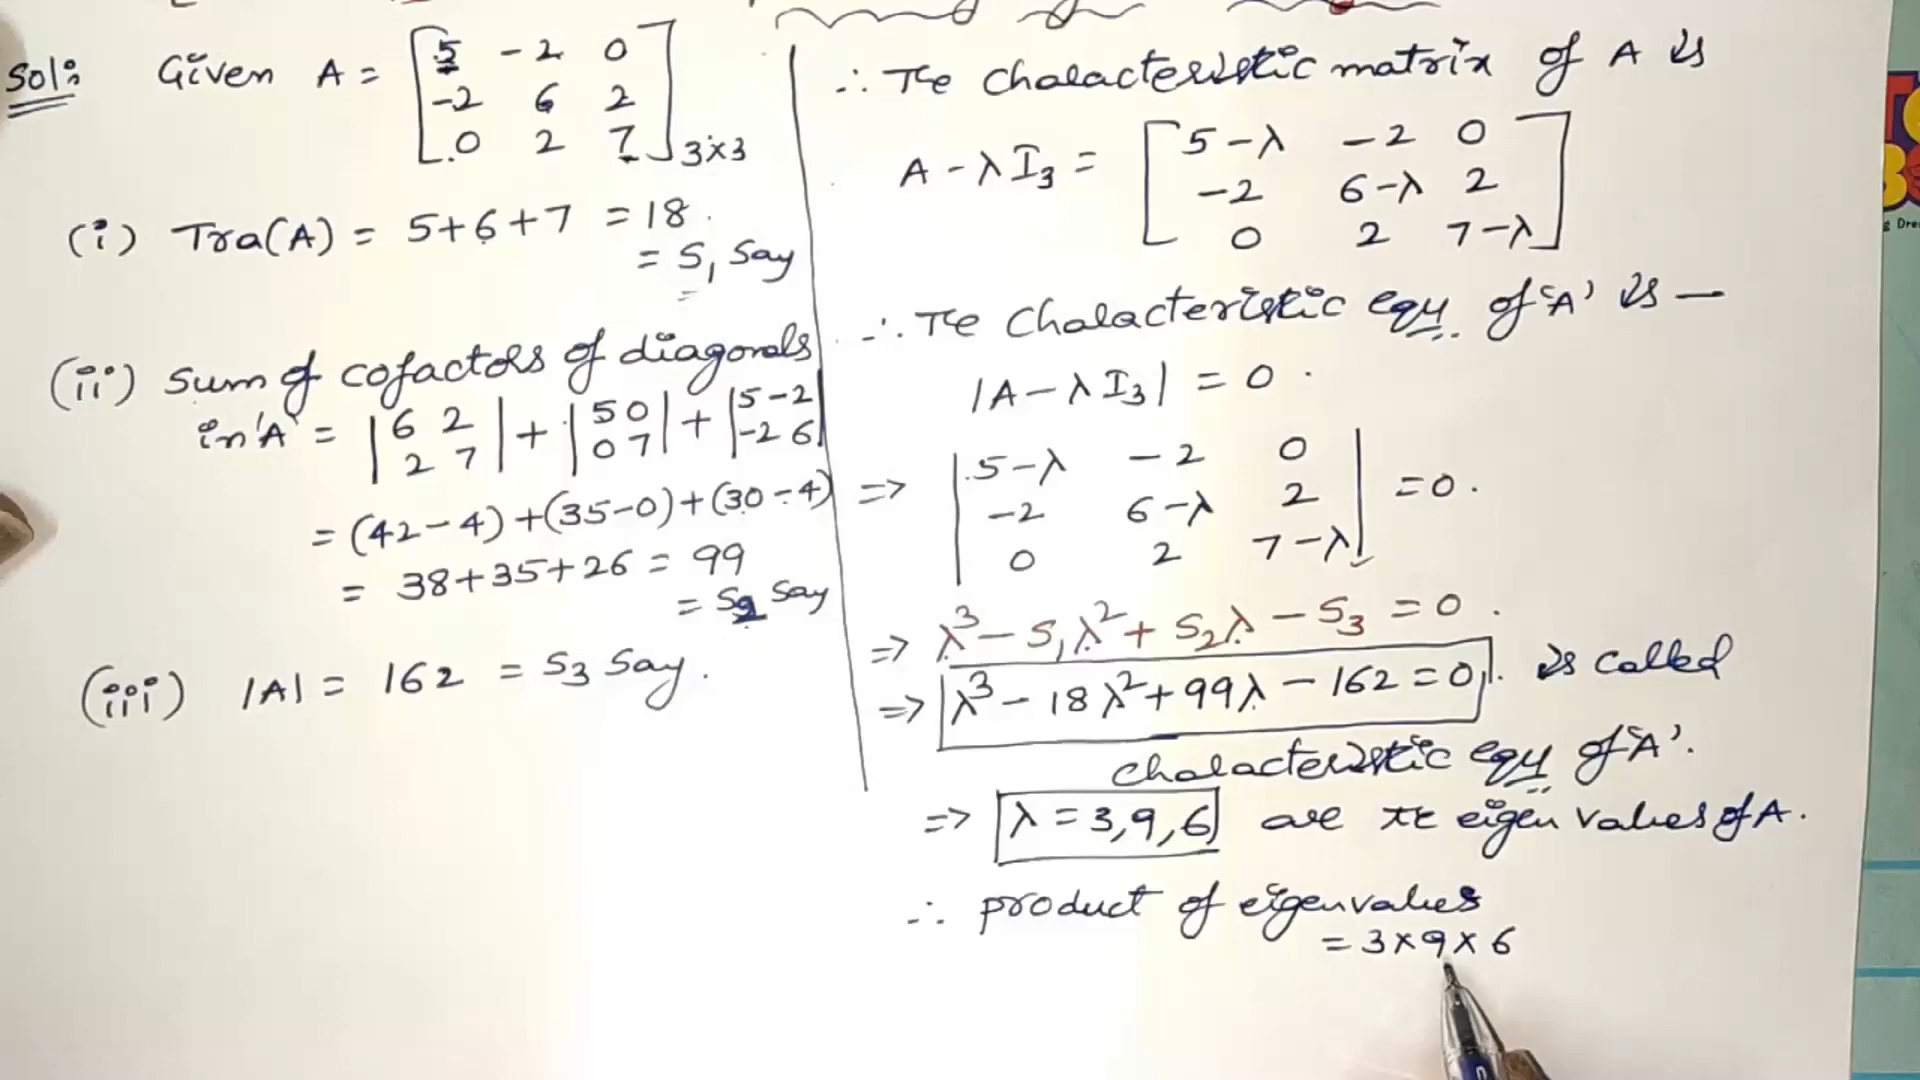 Sol:
Given A = [5 -2 0
-2 6 2
0 2 7] 3×3
(i) Tra(A) = 5+6+7 = 18.
= S₁ Say
(ii) Sum of cofactors of diagonals
in 'A' = |6 2 2 7| + |5 0 0 7| + |5 -2 -2 6|
= (42-4)+(35-0)+(30-4)
= 38+35+26 = 99
= S₂ Say
(iii) |A| = 162 = S₃ Say.
∴ The Characteristic matrix of A is
A-λI₃ = [5-λ -2 0
-2 6-λ 2
0 2 7-λ]
∴ The Characteristic equ of 'A' is —
|A-λI₃| = 0.
=> |5-λ -2 0
-2 6-λ 2
0 2 7-λ| = 0.
=> λ³ - S₁λ² + S₂λ - S₃ = 0.
=> λ³ - 18λ² + 99λ - 162 = 0. is called
characteristic equ of 'A'.
=> λ = 3,9,6 are the eigen values of A.
∴ product of eigenvalues
= 3×9×6